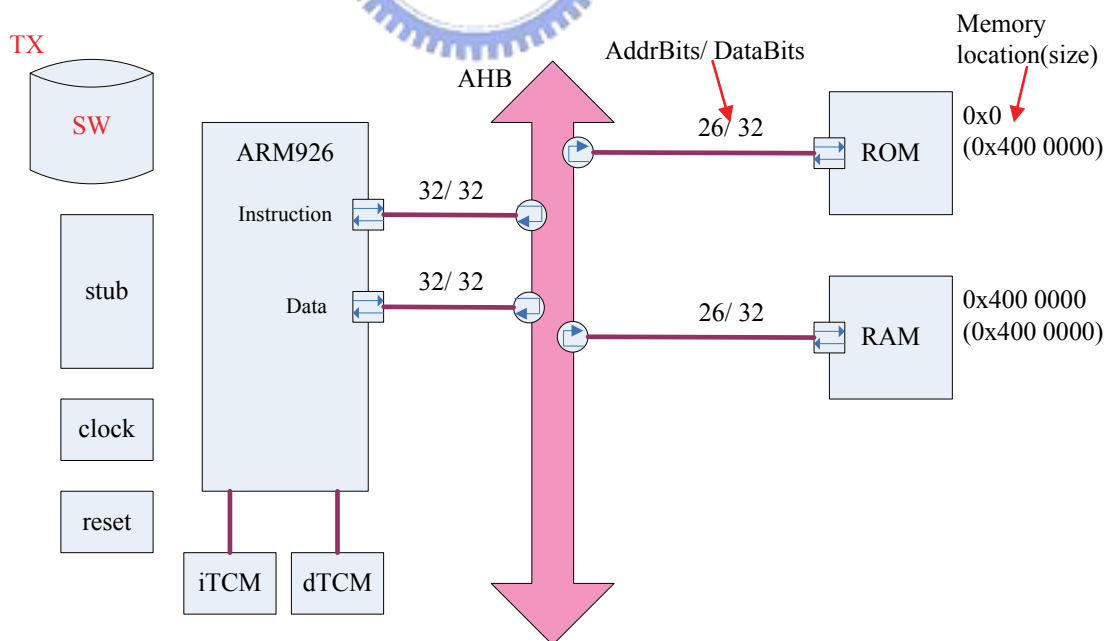 TX
SW
stub
clock
reset
ARM926
Instruction
Data
iTCM
dTCM
32/ 32
32/ 32
AHB
AddrBits/ DataBits
26/ 32
26/ 32
Memory
location(size)
ROM
0x0
(0x400 0000)
RAM
0x400 0000
(0x400 0000)